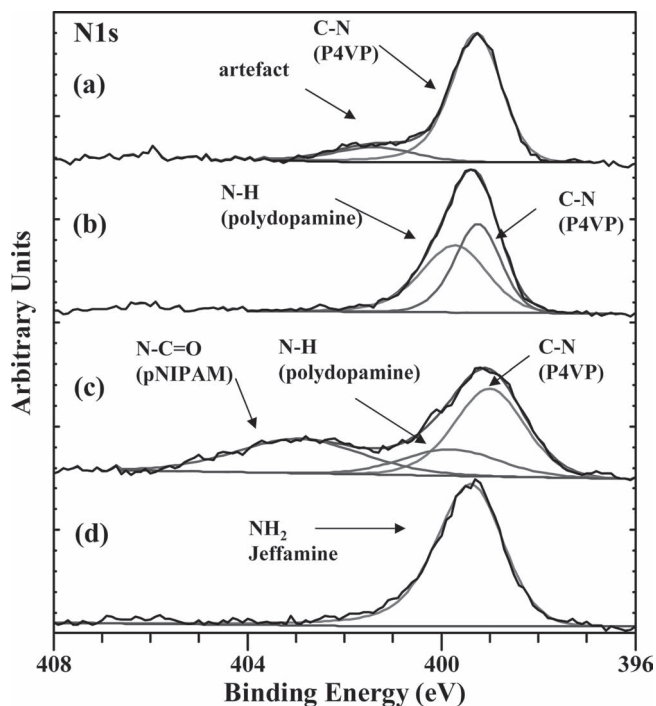 N1s
C-N
(P4VP)
artefact
(a)
N-H
(polydopamine)
C-N
(P4VP)
(b)
N-C=O
(pNIPAM)
N-H
(polydopamine)
C-N
(P4VP)
(c)
(d)
NH₂
Jeffamine
Arbitrary Units
408
404
400
396
Binding Energy (eV)